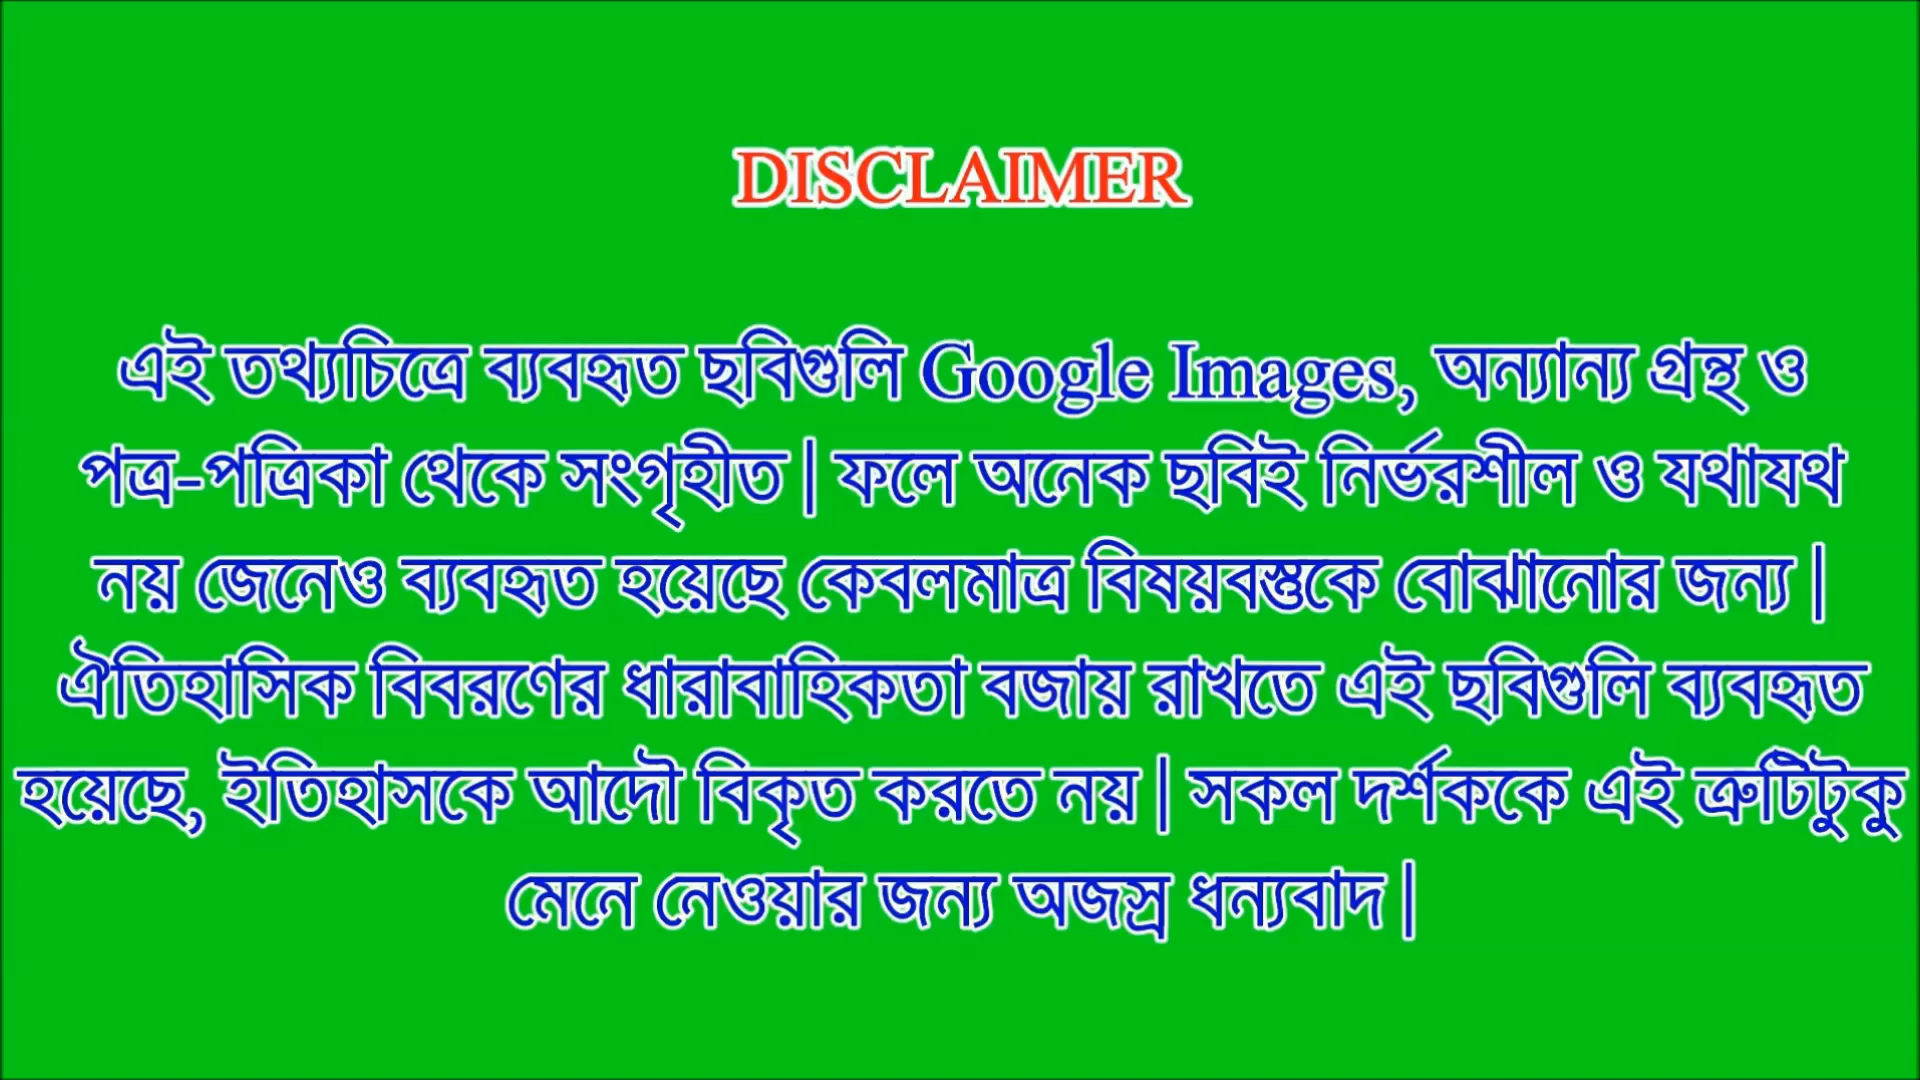 DISCLAIMER
এই তথ্যচিত্রে ব্যবহৃত ছবিগুলি Google Images, অন্যান্য গ্রন্থ ও
পত্র-পত্রিকা থেকে সংগৃহীত | ফলে অনেক ছবিই নির্ভরশীল ও যথাযথ
নয় জেনেও ব্যবহৃত হয়েছে কেবলমাত্র বিষয়বস্তুকে বোঝানোর জন্য |
ঐতিহাসিক বিবরণের ধারাবাহিকতা বজায় রাখতে এই ছবিগুলি ব্যবহৃত
হয়েছে, ইতিহাসকে আদৌ বিকৃত করতে নয় | সকল দর্শককে এই ত্রুটিটুকু
মেনে নেওয়ার জন্য অজস্র ধন্যবাদ |